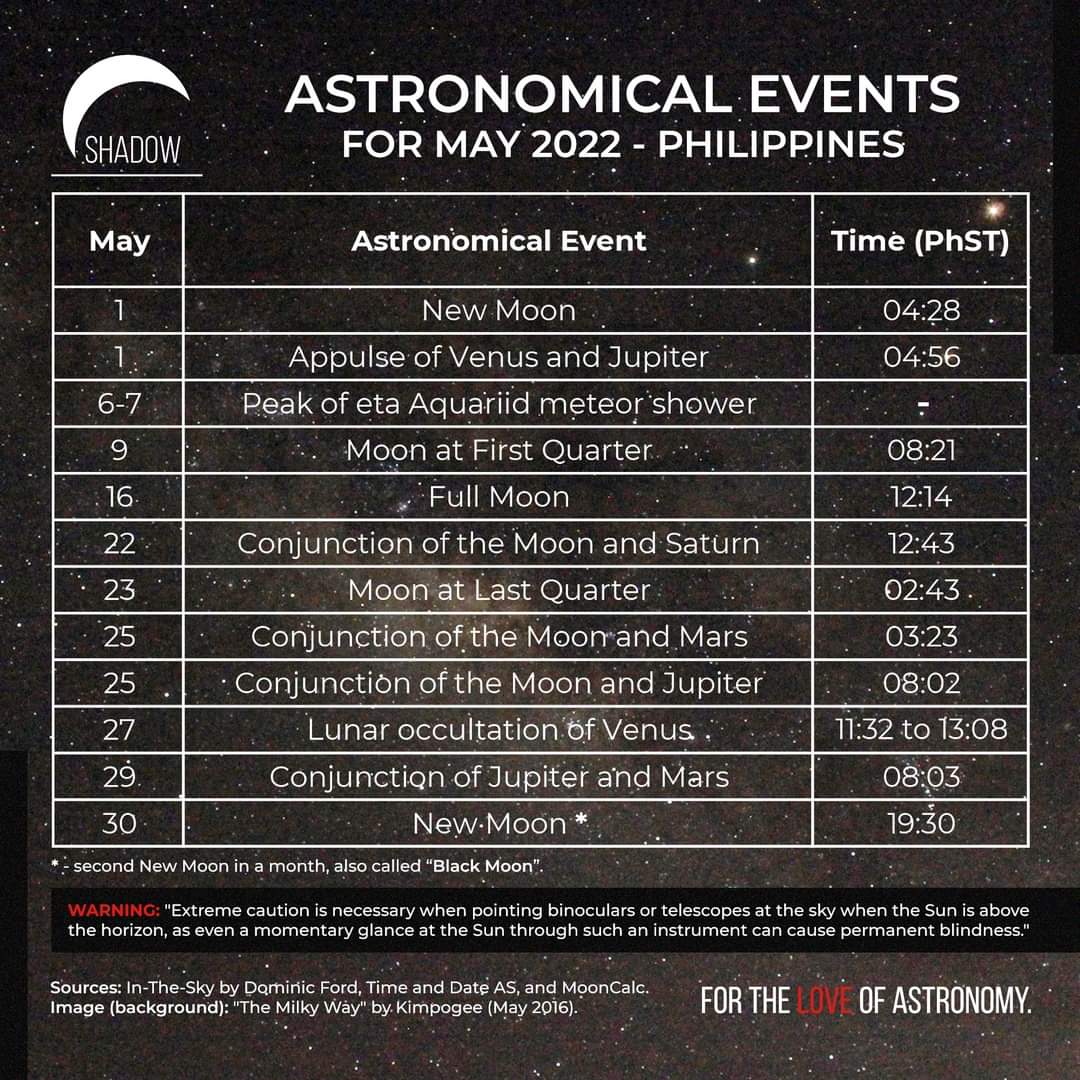 SHADOW
ASTRONOMICAL EVENTS
FOR MAY 2022 - PHILIPPINES
May Astronomical Event Time (PhST)
1 New Moon 04:28
1 Appulse of Venus and Jupiter 04:56
6-7 Peak of eta Aquariid meteor shower -
9 Moon at First Quarter 08:21
16 Full Moon 12:14
22 Conjunction of the Moon and Saturn 12:43
23 Moon at Last Quarter 02:43
25 Conjunction of the Moon and Mars 03:23
25 Conjunction of the Moon and Jupiter 08:02
27 Lunar occultation of Venus 11:32 to 13:08
29 Conjunction of Jupiter and Mars 08:03
30 New Moon * 19:30
* - second New Moon in a month, also called “Black Moon”.
WARNING: "Extreme caution is necessary when pointing binoculars or telescopes at the sky when the Sun is above
the horizon, as even a momentary glance at the Sun through such an instrument can cause permanent blindness."
Sources: In-The-Sky by Dominic Ford, Time and Date AS, and MoonCalc.
Image (background): "The Milky Way" by Kimpogee (May 2016).
FOR THE LOVE OF ASTRONOMY.